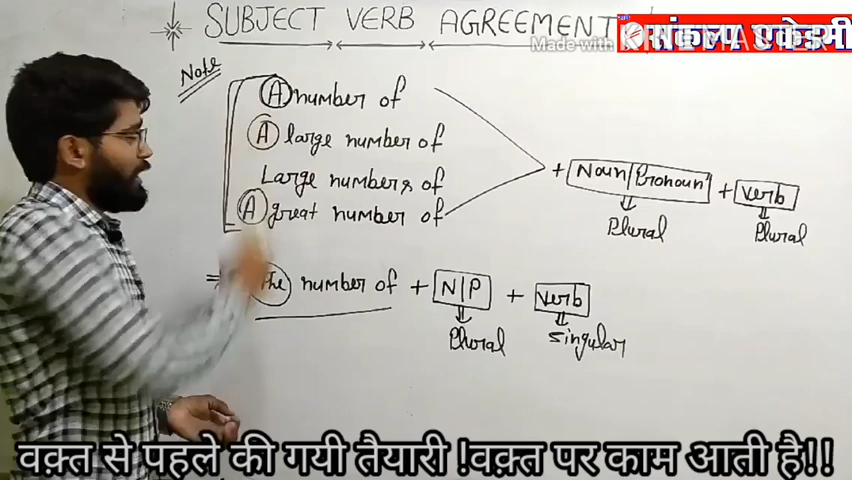 SUBJECT VERB AGREEMENT
संकल्प एकेडमी
Made with KINEMASTER
Note
A number of
A large number of
Large numbers of
A great number of
+ Noun/Pronoun + verb
Plural Plural
⇒ The number of + N/P + verb
Plural singular
वक़्त से पहले की गयी तैयारी !वक़्त पर काम आती है!!